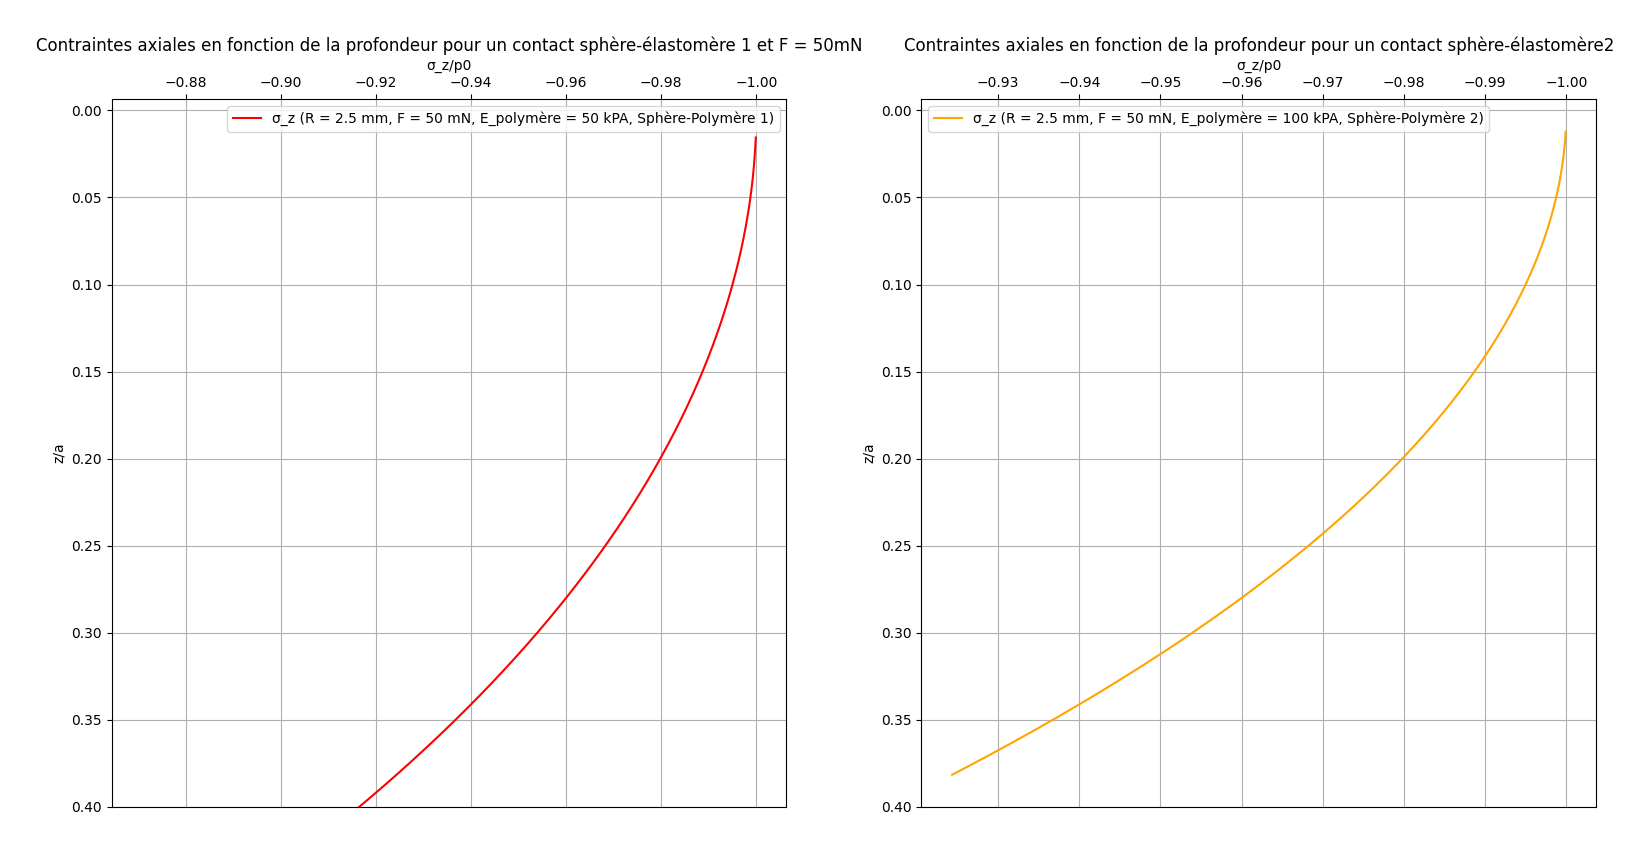 Contraintes axiales en fonction de la profondeur pour un contact sphère-élastomère 1 et F = 50mN
σ_z/p0
−0.88 −0.90 −0.92 −0.94 −0.96 −0.98 −1.00
σ_z (R = 2.5 mm, F = 50 mN, E_polymère = 50 kPA, Sphère-Polymère 1)
z/a
0.00
0.05
0.10
0.15
0.20
0.25
0.30
0.35
0.40
Contraintes axiales en fonction de la profondeur pour un contact sphère-élastomère2
σ_z/p0
−0.93 −0.94 −0.95 −0.96 −0.97 −0.98 −0.99 −1.00
σ_z (R = 2.5 mm, F = 50 mN, E_polymère = 100 kPA, Sphère-Polymère 2)
z/a
0.00
0.05
0.10
0.15
0.20
0.25
0.30
0.35
0.40